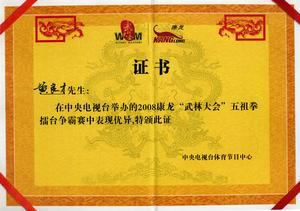 WM
康龙
KANGLONG
证书
先生：
在中央电视台举办的2008康龙“武林大会”五祖拳
擂台争霸赛中表现优异，特颁此证
中央电视台体育节目中心